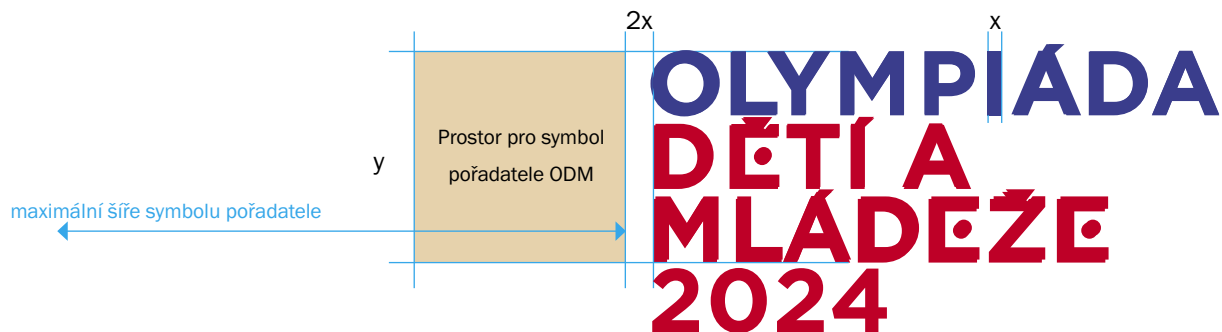 2x
x
OLYMPIÁDA
DĚTÍ A
MLÁDEŽE
2024
Prostor pro symbol
pořadatele ODM
y
maximální šíře symbolu pořadatele